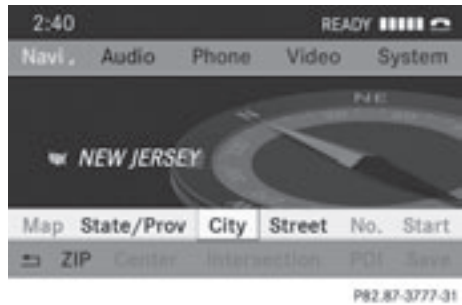 2:40 READY
Navi. Audio Phone Video System
NE
N
NEW JERSEY
Map State/Prov City Street No. Start
ZIP Center Intersection POI Save
P82.87-3777-31